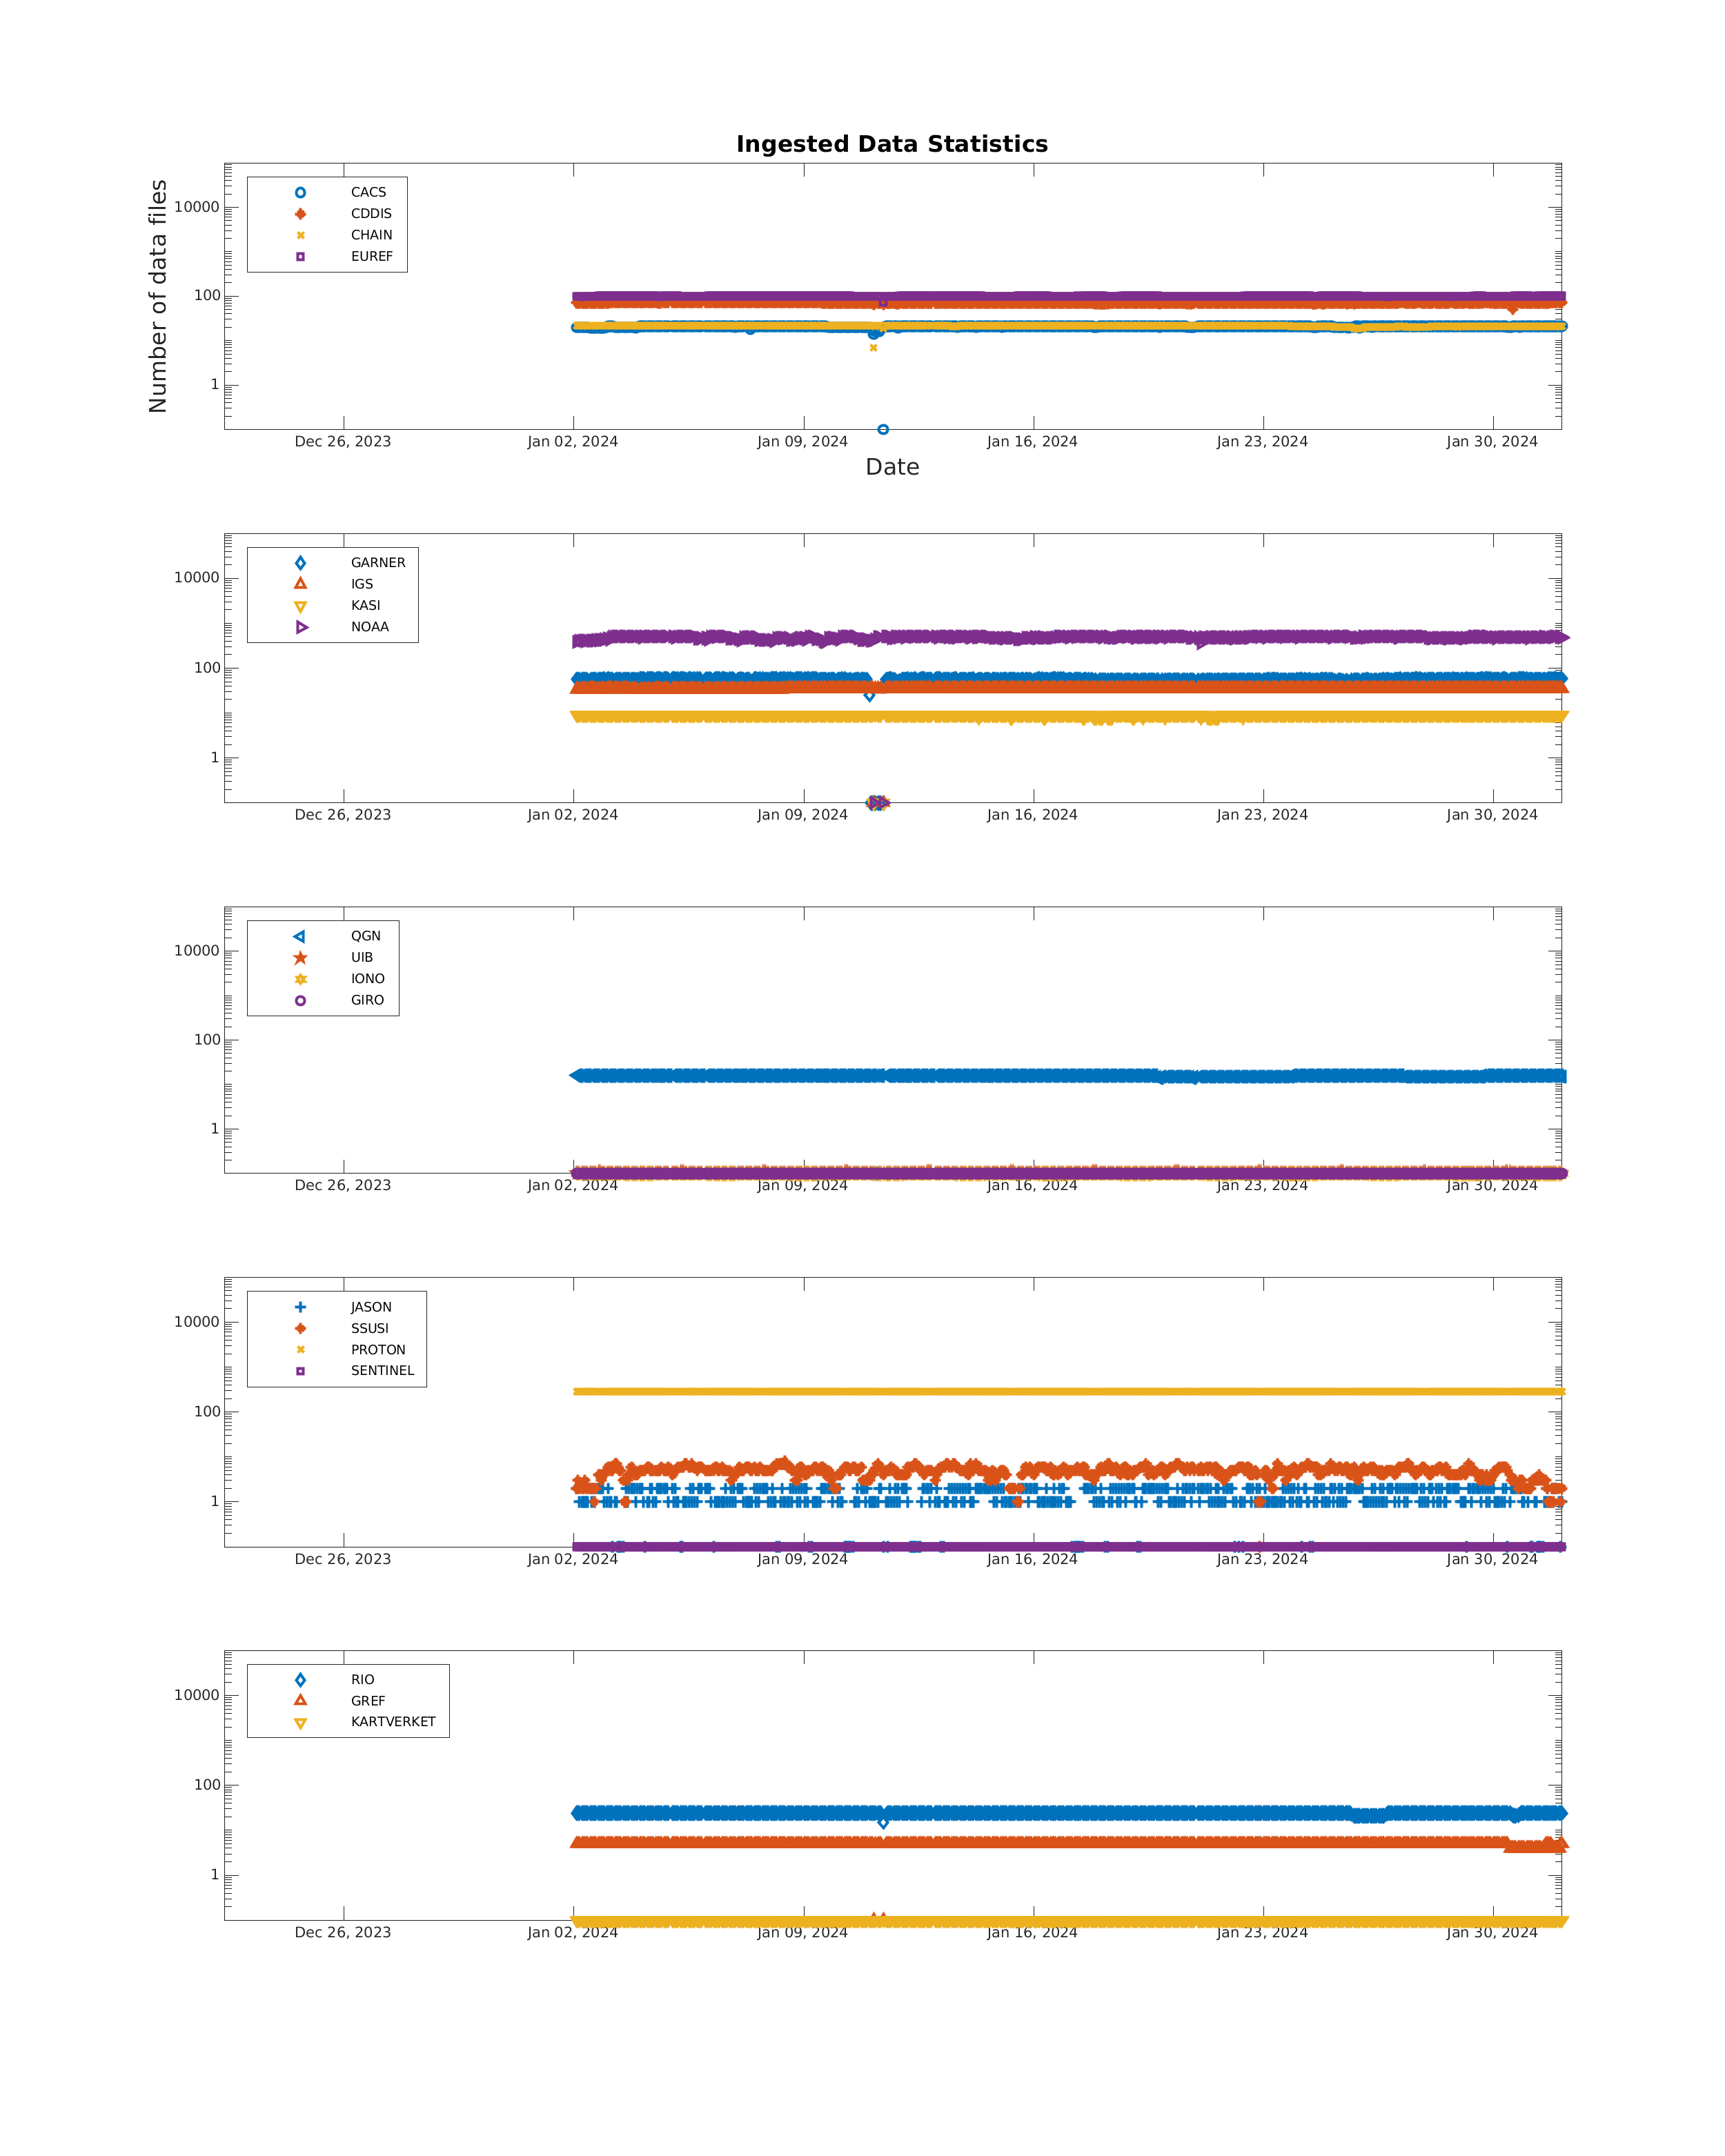 Ingested Data Statistics
Number of data files
10000
100
1
CACS
CDDIS
CHAIN
EUREF
Dec 26, 2023 Jan 02, 2024 Jan 09, 2024 Jan 16, 2024 Jan 23, 2024 Jan 30, 2024
Date
10000
100
1
GARNER
IGS
KASI
NOAA
Dec 26, 2023 Jan 02, 2024 Jan 09, 2024 Jan 16, 2024 Jan 23, 2024 Jan 30, 2024
10000
100
1
QGN
UIB
IONO
GIRO
Dec 26, 2023 Jan 02, 2024 Jan 09, 2024 Jan 16, 2024 Jan 23, 2024 Jan 30, 2024
10000
100
1
JASON
SSUSI
PROTON
SENTINEL
Dec 26, 2023 Jan 02, 2024 Jan 09, 2024 Jan 16, 2024 Jan 23, 2024 Jan 30, 2024
10000
100
1
RIO
GREF
KARTVERKET
Dec 26, 2023 Jan 02, 2024 Jan 09, 2024 Jan 16, 2024 Jan 23, 2024 Jan 30, 2024